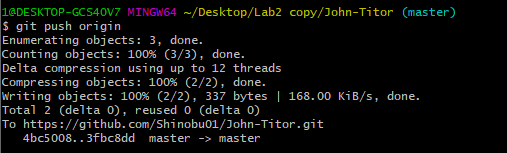 1@DESKTOP-GCS4OV7 MINGW64 ~/Desktop/Lab2 copy/John-Titor (master)
$ git push origin
Enumerating objects: 3, done.
Counting objects: 100% (3/3), done.
Delta compression using up to 12 threads
Compressing objects: 100% (2/2), done.
Writing objects: 100% (2/2), 337 bytes | 168.00 KiB/s, done.
Total 2 (delta 0), reused 0 (delta 0)
To https://github.com/Shinobu01/John-Titor.git
   4bc5008..3fbc8dd  master -> master